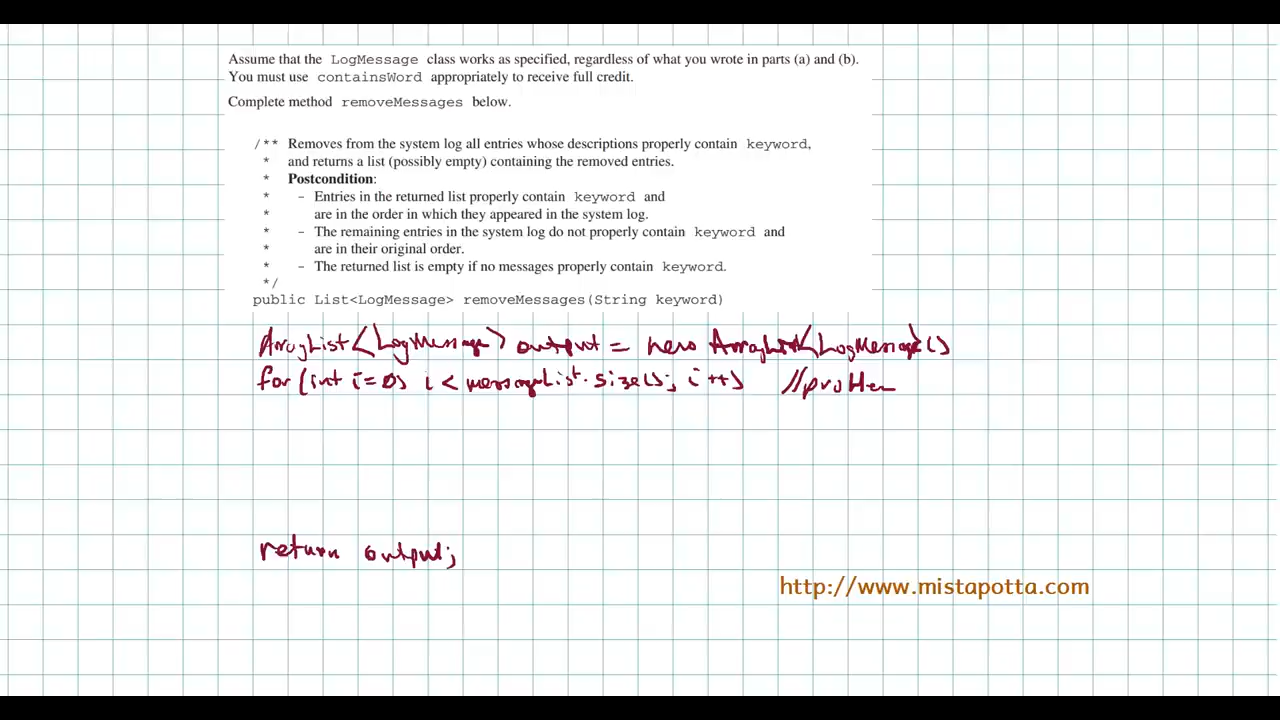 Assume that the LogMessage class works as specified, regardless of what you wrote in parts (a) and (b).
You must use containsWord appropriately to receive full credit.
Complete method removeMessages below.
/** Removes from the system log all entries whose descriptions properly contain keyword,
* and returns a list (possibly empty) containing the removed entries.
* Postcondition:
* - Entries in the returned list properly contain keyword and
* are in the order in which they appeared in the system log.
* - The remaining entries in the system log do not properly contain keyword and
* are in their original order.
* - The returned list is empty if no messages properly contain keyword.
*/
public List<LogMessage> removeMessages(String keyword)
ArrayList<LogMessage> output = new ArrayList<LogMessage>()
for(int i=0; i < messageList.size(); i++) //problem
return output;
http://www.mistapotta.com